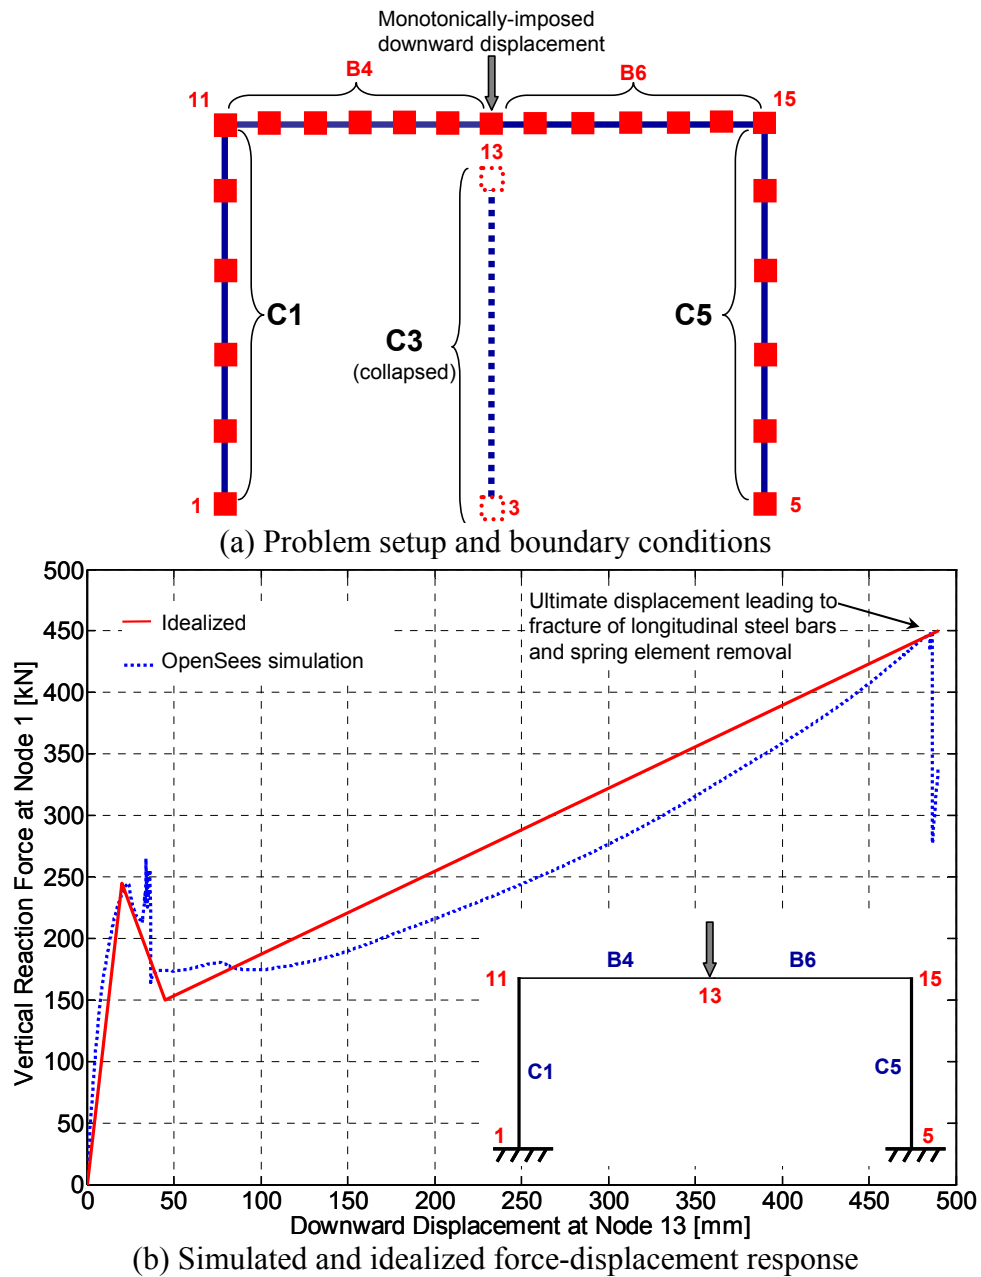 Monotonically-imposed
downward displacement
B4
B6
11
15
13
C1
C5
C3
(collapsed)
1
3
5
(a) Problem setup and boundary conditions
500
450
400
350
300
250
200
150
100
50
0
Vertical Reaction Force at Node 1 [kN]
Idealized
OpenSees simulation
Ultimate displacement leading to
fracture of longitudinal steel bars
and spring element removal
B4
B6
11
15
13
C1
C5
1
5
0
50
100
150
200
250
300
350
400
450
500
Downward Displacement at Node 13 [mm]
(b) Simulated and idealized force-displacement response